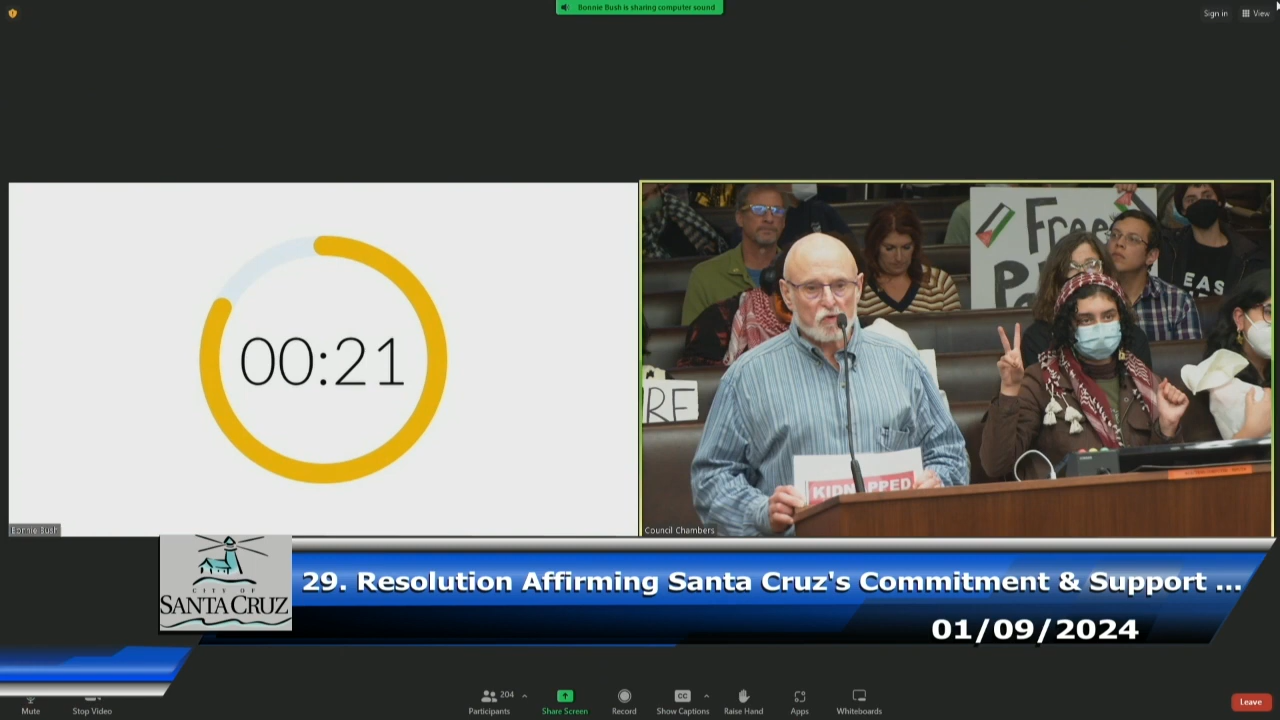 Bonnie Bush is sharing computer sound
Sign in
View
00:21
Free
P
EAS
RE
KIDNAPPED
Bonnie Bush
Council Chambers
CITY OF
SANTA CRUZ
29. Resolution Affirming Santa Cruz's Commitment & Support ...
01/09/2024
Mute
Stop Video
204
Participants
Share Screen
Record
CC
Show Captions
Raise Hand
Apps
Whiteboards
Leave